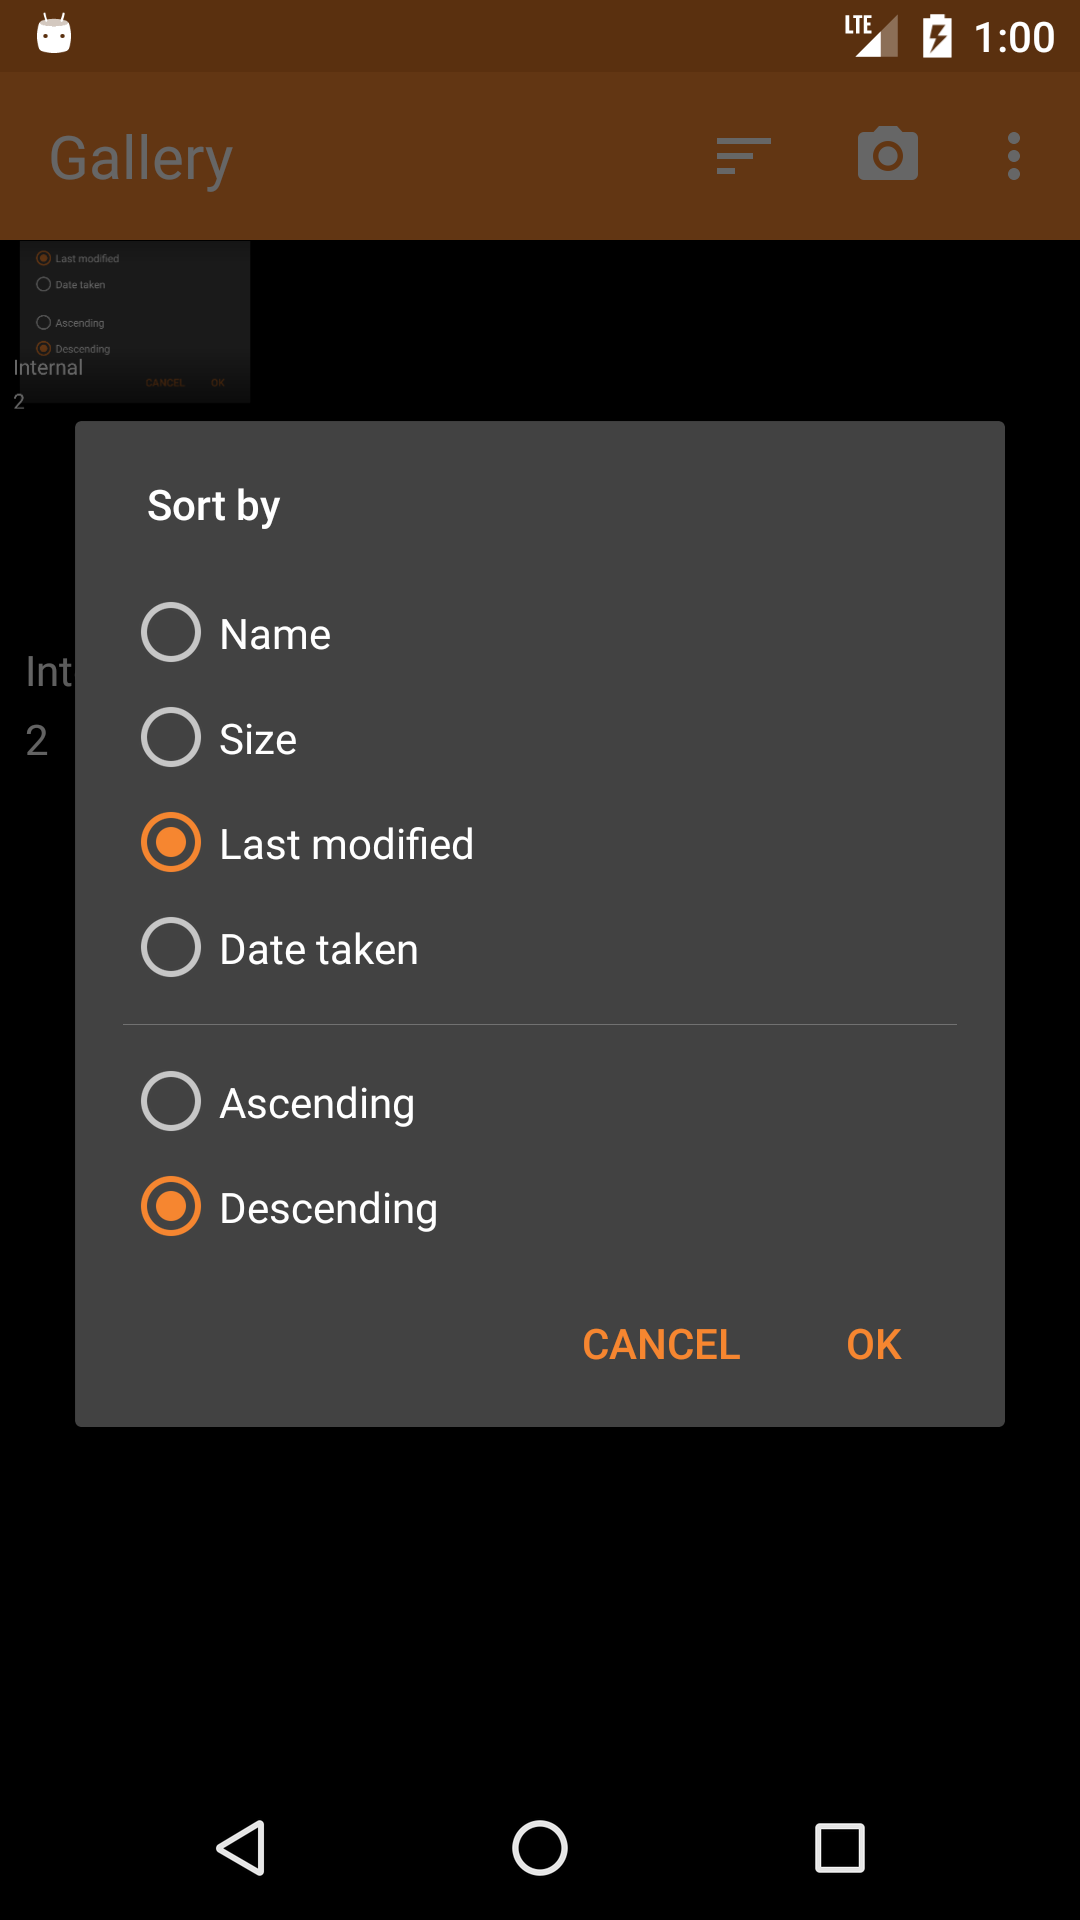 LTE 1:00
Gallery
Last modified
Date taken
Ascending
Descending
Internal
CANCEL OK
2
Sort by
Name
Int
Size
2
Last modified
Date taken
Ascending
Descending
CANCEL OK